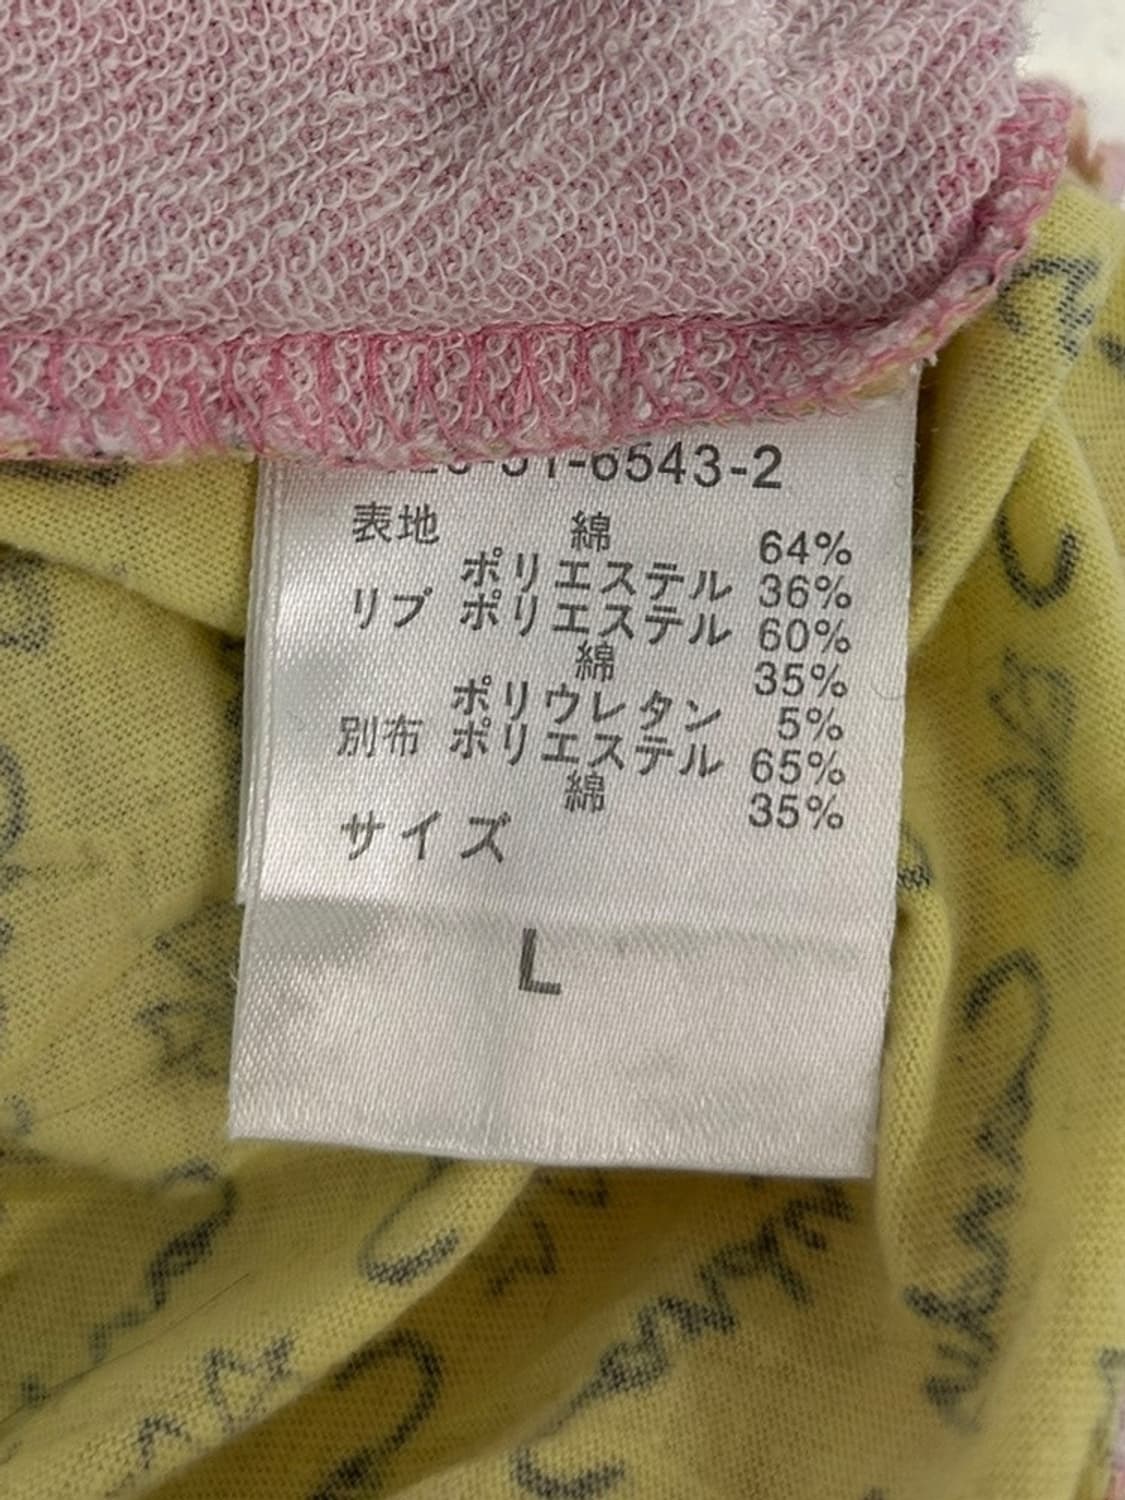 -51-6543-2
表地 綿 64%
ポリエステル 36%
リブ ポリエステル 60%
綿 35%
ポリウレタン 5%
別布 ポリエステル 65%
綿 35%
サイズ
L